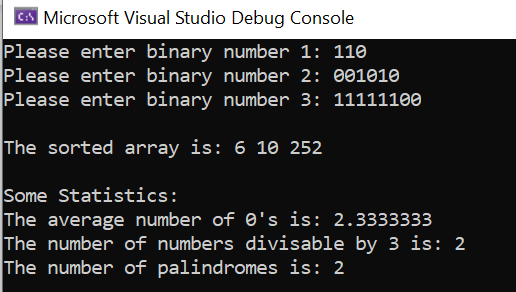 Microsoft Visual Studio Debug Console
Please enter binary number 1: 110
Please enter binary number 2: 001010
Please enter binary number 3: 11111100
The sorted array is: 6 10 252
Some Statistics:
The average number of 0's is: 2.3333333
The number of numbers divisable by 3 is: 2
The number of palindromes is: 2